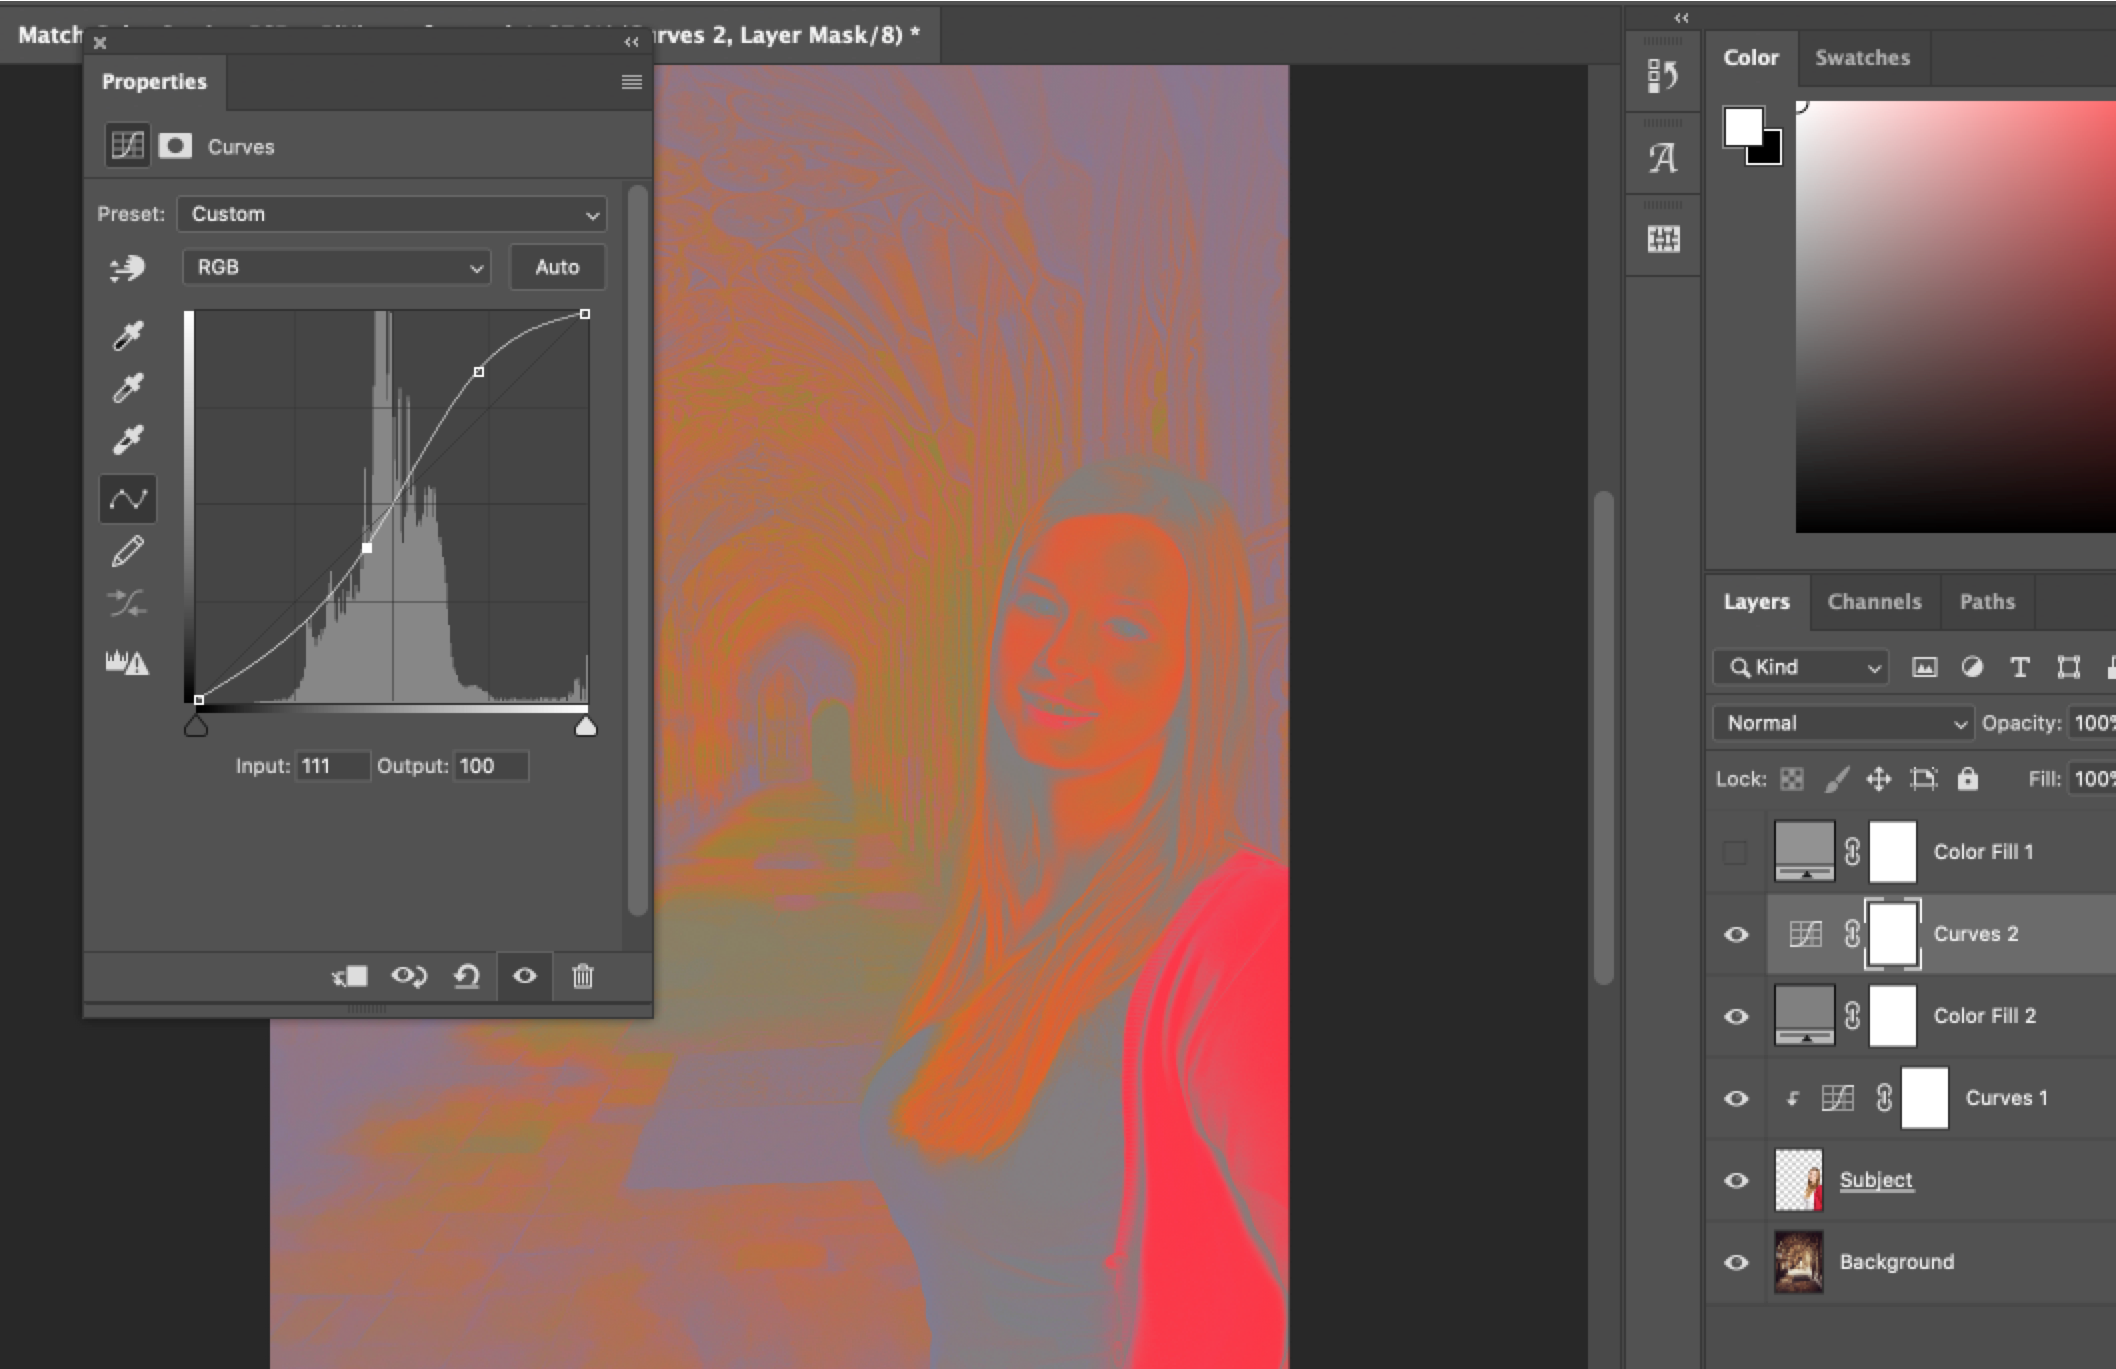 Match
urves 2, Layer Mask/8) *
Properties
Curves
Preset: Custom
RGB
Auto
Input: 111 Output: 100
Color
Swatches
Layers
Channels
Paths
Kind
Normal
Opacity: 100%
Lock:
Fill: 100%
Color Fill 1
Curves 2
Color Fill 2
Curves 1
Subject
Background